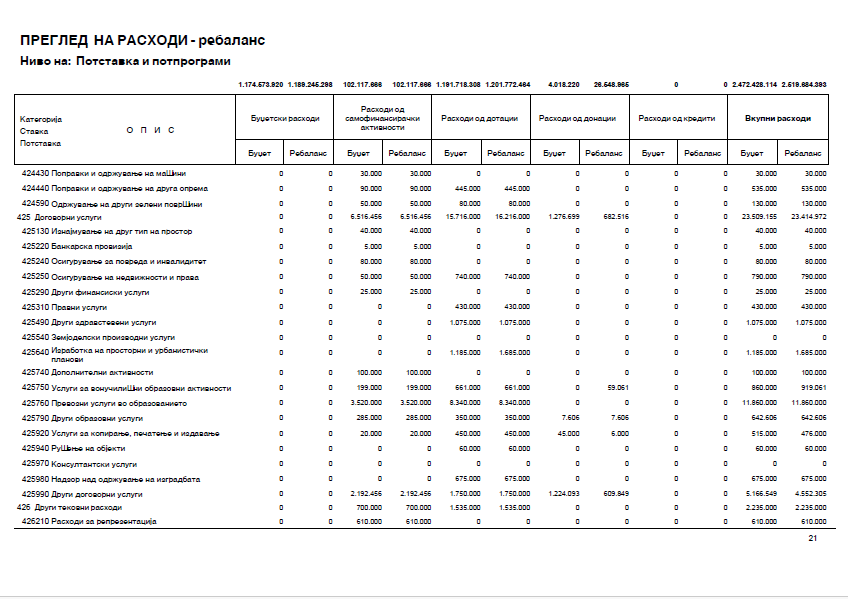 ПРЕГЛЕД НА РАСХОДИ - ребаланс
Ниво на: Потставка и потпрограми
1.174.573.920 1.189.245.298 102.117.666 102.117.666 1.191.718.308 1.201.772.464 4.018.220 26.548.965 0 0 2.472.428.114 2.519.684.393
Категорија
Ставка
Потставка
О П И С
Буџетски расходи
Расходи од
самофинансирачки
активности
Расходи од дотации
Расходи од донации
Расходи од кредити
Вкупни расходи
Буџет Ребаланс Буџет Ребаланс Буџет Ребаланс Буџет Ребаланс Буџет Ребаланс Буџет Ребаланс
424430 Поправки и одржување на маШини 0 0 30.000 30.000 0 0 0 0 0 0 30.000 30.000
424440 Поправки и одржување на друга опрема 0 0 90.000 90.000 445.000 445.000 0 0 0 0 535.000 535.000
424590 Одржување на други зелени поврШини 0 0 50.000 50.000 80.000 80.000 0 0 0 0 130.000 130.000
425 Договорни услуги 0 0 6.516.456 6.516.456 15.716.000 16.216.000 1.276.699 682.516 0 0 23.509.155 23.414.972
425130 Изнајмување на друг тип на простор 0 0 40.000 40.000 0 0 0 0 0 0 40.000 40.000
425220 Банкарска провизија 0 0 5.000 5.000 0 0 0 0 0 0 5.000 5.000
425240 Осигурување за повреда и инвалидитет 0 0 80.000 80.000 0 0 0 0 0 0 80.000 80.000
425250 Осигурување на недвижности и права 0 0 50.000 50.000 740.000 740.000 0 0 0 0 790.000 790.000
425290 Други финансиски услуги 0 0 25.000 25.000 0 0 0 0 0 0 25.000 25.000
425310 Правни услуги 0 0 0 0 430.000 430.000 0 0 0 0 430.000 430.000
425490 Други здравствевени услуги 0 0 0 0 1.075.000 1.075.000 0 0 0 0 1.075.000 1.075.000
425540 Земјоделски производни услуги 0 0 0 0 0 0 0 0 0 0 0 0
425640 Изработка на просторни и урбанистички
планови 0 0 0 0 1.185.000 1.685.000 0 0 0 0 1.185.000 1.685.000
425740 Дополнителни активности 0 0 100.000 100.000 0 0 0 0 0 0 100.000 100.000
425750 Услуги за вонучилиШни образовни активности 0 0 199.000 199.000 661.000 661.000 0 59.061 0 0 860.000 919.061
425760 Превозни услуги во образованието 0 0 3.520.000 3.520.000 8.340.000 8.340.000 0 0 0 0 11.860.000 11.860.000
425790 Други образовни услуги 0 0 285.000 285.000 350.000 350.000 7.606 7.606 0 0 642.606 642.606
425920 Услуги за копирање, печатење и издавање 0 0 20.000 20.000 450.000 450.000 45.000 6.000 0 0 515.000 476.000
425940 РуШење на објекти 0 0 0 0 60.000 60.000 0 0 0 0 60.000 60.000
425970 Консултантски услуги 0 0 0 0 0 0 0 0 0 0 0 0
425980 Надзор над одржување на изградбата 0 0 0 0 675.000 675.000 0 0 0 0 675.000 675.000
425990 Други договорни услуги 0 0 2.192.456 2.192.456 1.750.000 1.750.000 1.224.093 609.849 0 0 5.166.549 4.552.305
426 Други тековни расходи 0 0 700.000 700.000 1.535.000 1.535.000 0 0 0 0 2.235.000 2.235.000
426210 Расходи за репрезентација 0 0 610.000 610.000 0 0 0 0 0 0 610.000 610.000
21